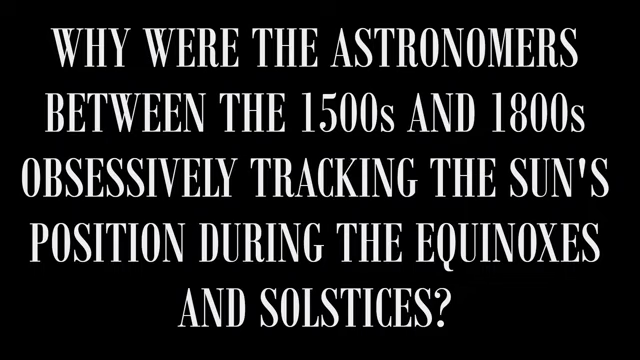 WHY WERE THE ASTRONOMERS
BETWEEN THE 1500s AND 1800s
OBSESSIVELY TRACKING THE SUN'S
POSITION DURING THE EQUINOXES
AND SOLSTICES?